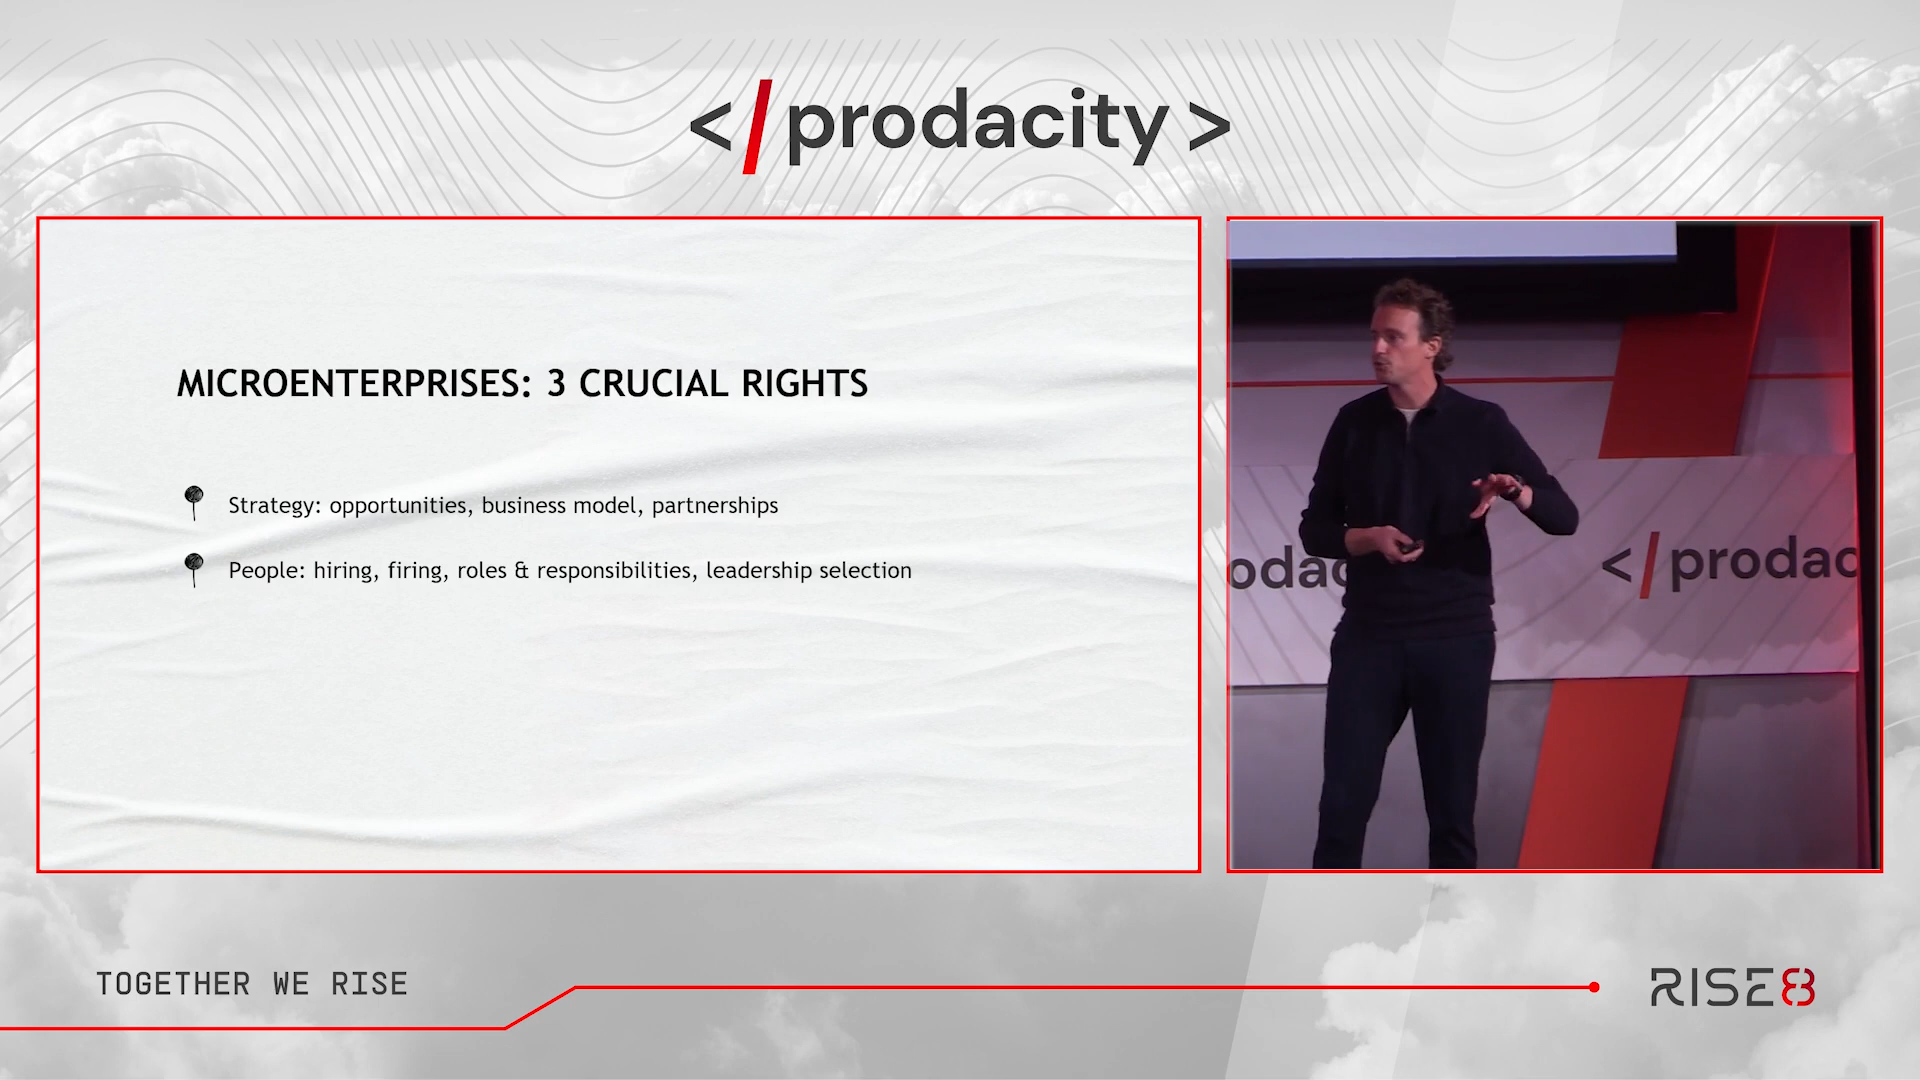 </prodacity>
MICROENTERPRISES: 3 CRUCIAL RIGHTS
Strategy: opportunities, business model, partnerships
People: hiring, firing, roles & responsibilities, leadership selection
odac
</prodac
TOGETHER WE RISE
RISE8